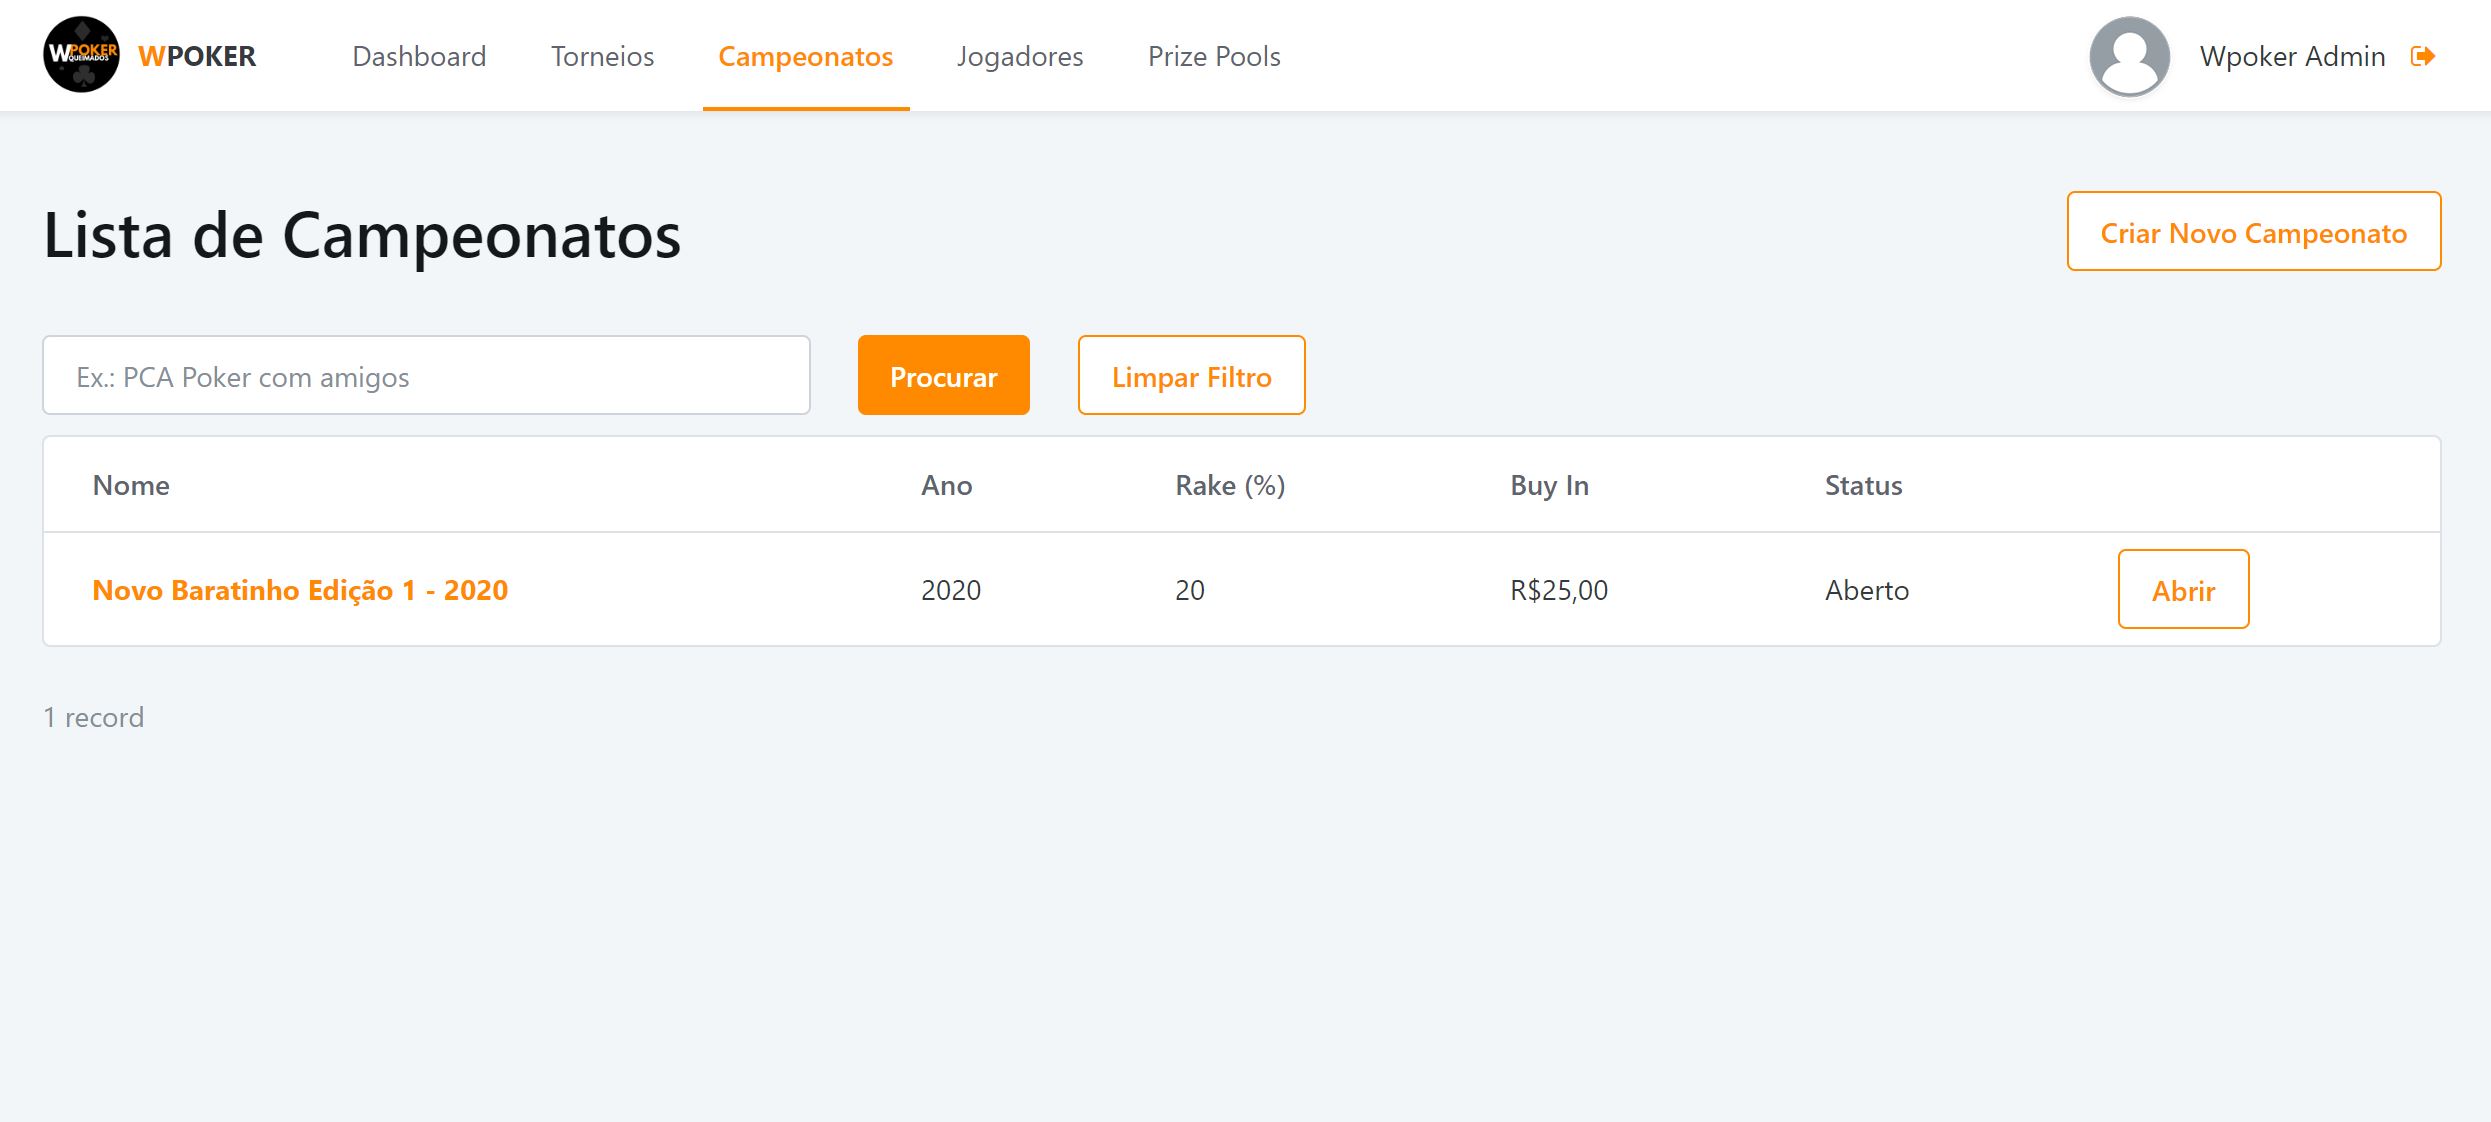 WPOKER
QUEIMADOS
WPOKER Dashboard Torneios Campeonatos Jogadores Prize Pools Wpoker Admin
Lista de Campeonatos Criar Novo Campeonato
Ex.: PCA Poker com amigos Procurar Limpar Filtro
Nome Ano Rake (%) Buy In Status
Novo Baratinho Edição 1 - 2020 2020 20 R$25,00 Aberto Abrir
1 record